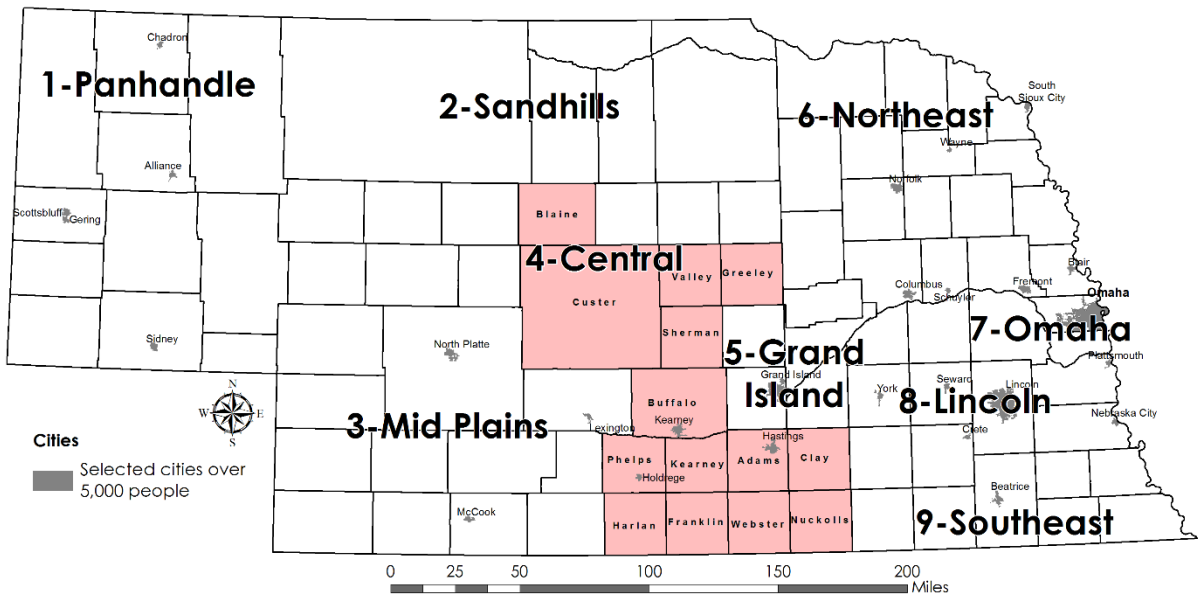 Chadron
1-Panhandle
2-Sandhills
South
Sioux City
6-Northeast
Wayne
Alliance
Norfolk
Scottsbluff
Gering
Blaine
4-Central
Valley
Greeley
Custer
Columbus
Schuyler
Fremont
Blair
Omaha
Sherman
7-Omaha
Sidney
North Platte
5-Grand
Island
Grand Island
Plattsmouth
York
Seward
Lincoln
8-Lincoln
N
W
E
S
Buffalo
Kearney
3-Mid Plains
Lexington
Nebraska City
Crete
Hastings
Cities
Selected cities over
5,000 people
Phelps
Kearney
Adams
Clay
Holdrege
Beatrice
McCook
Harlan
Franklin
Webster
Nuckolls
9-Southeast
0 25 50 100 150 200
Miles